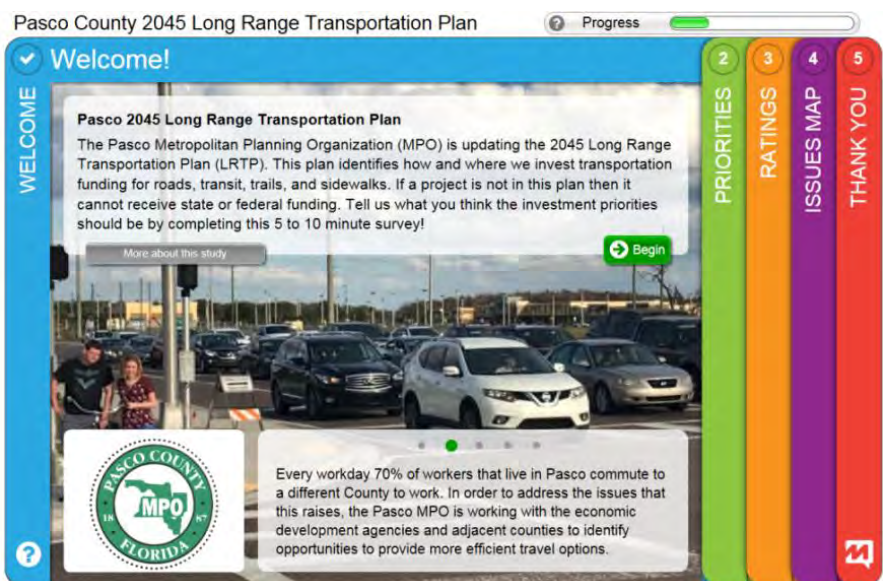 Pasco County 2045 Long Range Transportation Plan
? Progress
Welcome!
WELCOME
?
Pasco 2045 Long Range Transportation Plan
The Pasco Metropolitan Planning Organization (MPO) is updating the 2045 Long Range
Transportation Plan (LRTP). This plan identifies how and where we invest transportation
funding for roads, transit, trails, and sidewalks. If a project is not in this plan then it
cannot receive state or federal funding. Tell us what you think the investment priorities
should be by completing this 5 to 10 minute survey!
More about this study
Begin
PASCO COUNTY
MPO
18 87
FLORIDA
Every workday 70% of workers that live in Pasco commute to
a different County to work. In order to address the issues that
this raises, the Pasco MPO is working with the economic
development agencies and adjacent counties to identify
opportunities to provide more efficient travel options.
2
PRIORITIES
3
RATINGS
4
ISSUES MAP
5
THANK YOU